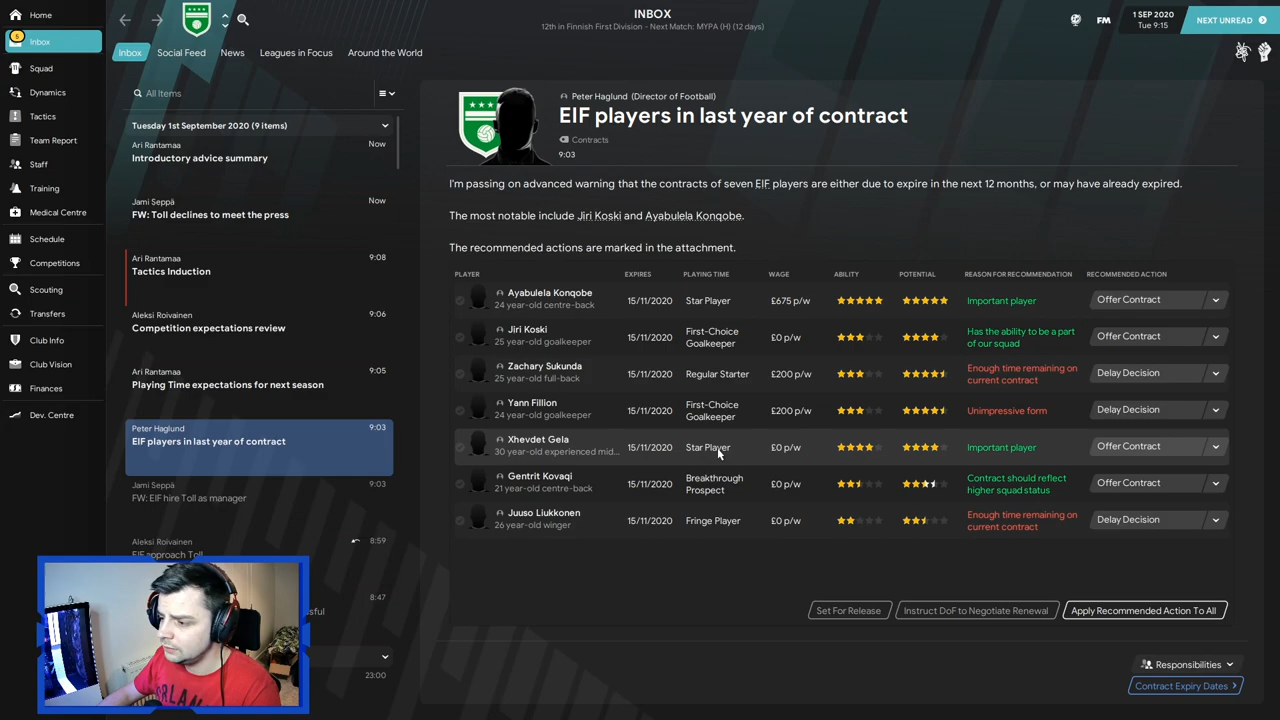 INBOX
12th in Finnish First Division - Next Match: MYPA (H) (12 days)
FM
1 SEP 2020
Tue 9:15
NEXT UNREAD
Home
5
Inbox
Squad
Dynamics
Tactics
Team Report
Staff
Training
Medical Centre
Schedule
Competitions
Scouting
Transfers
Club Info
Club Vision
Finances
Dev. Centre
Inbox
Social Feed
News
Leagues in Focus
Around the World
All Items
Tuesday 1st September 2020 (9 items)
Ari Rantamaa
Now
Introductory advice summary
Jami Seppä
Now
FW: Toll declines to meet the press
Ari Rantamaa
9:08
Tactics Induction
Aleksi Roivainen
9:06
Competition expectations review
Ari Rantamaa
9:05
Playing Time expectations for next season
Peter Haglund
9:03
EIF players in last year of contract
Jami Seppä
9:03
FW: EIF hire Toll as manager
Aleksi Roivainen
8:59
EIF approach Toll
8:47
23:00
Peter Haglund (Director of Football)
EIF players in last year of contract
Contracts
9:03
I'm passing on advanced warning that the contracts of seven EIF players are either due to expire in the next 12 months, or may have already expired.
The most notable include Jiri Koski and Ayabulela Konqobe.
The recommended actions are marked in the attachment.
PLAYER EXPIRES PLAYING TIME WAGE ABILITY POTENTIAL REASON FOR RECOMMENDATION RECOMMENDED ACTION
Ayabulela Konqobe
24 year-old centre-back
15/11/2020
Star Player
£675 p/w
Important player
Offer Contract
Jiri Koski
25 year-old goalkeeper
15/11/2020
First-Choice
Goalkeeper
£0 p/w
Has the ability to be a part
of our squad
Offer Contract
Zachary Sukunda
25 year-old full-back
15/11/2020
Regular Starter
£200 p/w
Enough time remaining on
current contract
Delay Decision
Yann Fillion
24 year-old goalkeeper
15/11/2020
First-Choice
Goalkeeper
£200 p/w
Unimpressive form
Delay Decision
Xhevdet Gela
30 year-old experienced mid...
15/11/2020
Star Player
£0 p/w
Important player
Offer Contract
Gentrit Kovaqi
21 year-old centre-back
15/11/2020
Breakthrough
Prospect
£0 p/w
Contract should reflect
higher squad status
Offer Contract
Juuso Liukkonen
26 year-old winger
15/11/2020
Fringe Player
£0 p/w
Enough time remaining on
current contract
Delay Decision
Set For Release
Instruct DoF to Negotiate Renewal
Apply Recommended Action To All
Responsibilities
Contract Expiry Dates